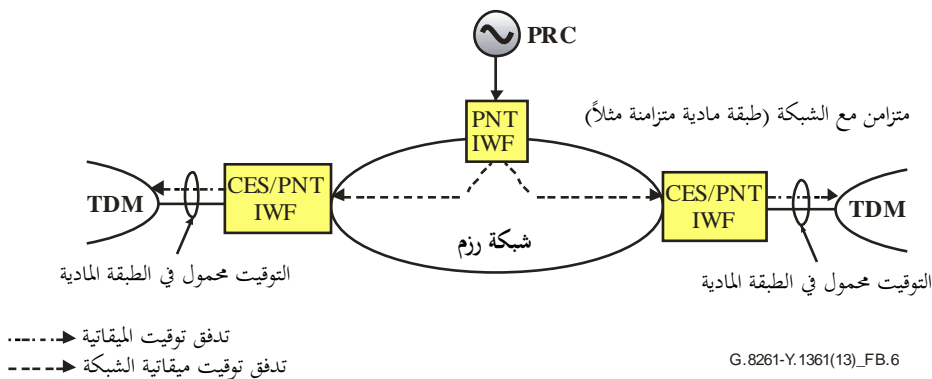 PRC
PNT
IWF
متزامن مع الشبكة (طبقة مادية متزامنة مثلاً)
CES/PNT
IWF
CES/PNT
IWF
TDM
TDM
شبكة رزم
التوقيت محمول في الطبقة المادية
التوقيت محمول في الطبقة المادية
تدفق توقيت الميقاتية
تدفق توقيت ميقاتية الشبكة
G.8261-Y.1361(13)_FB.6